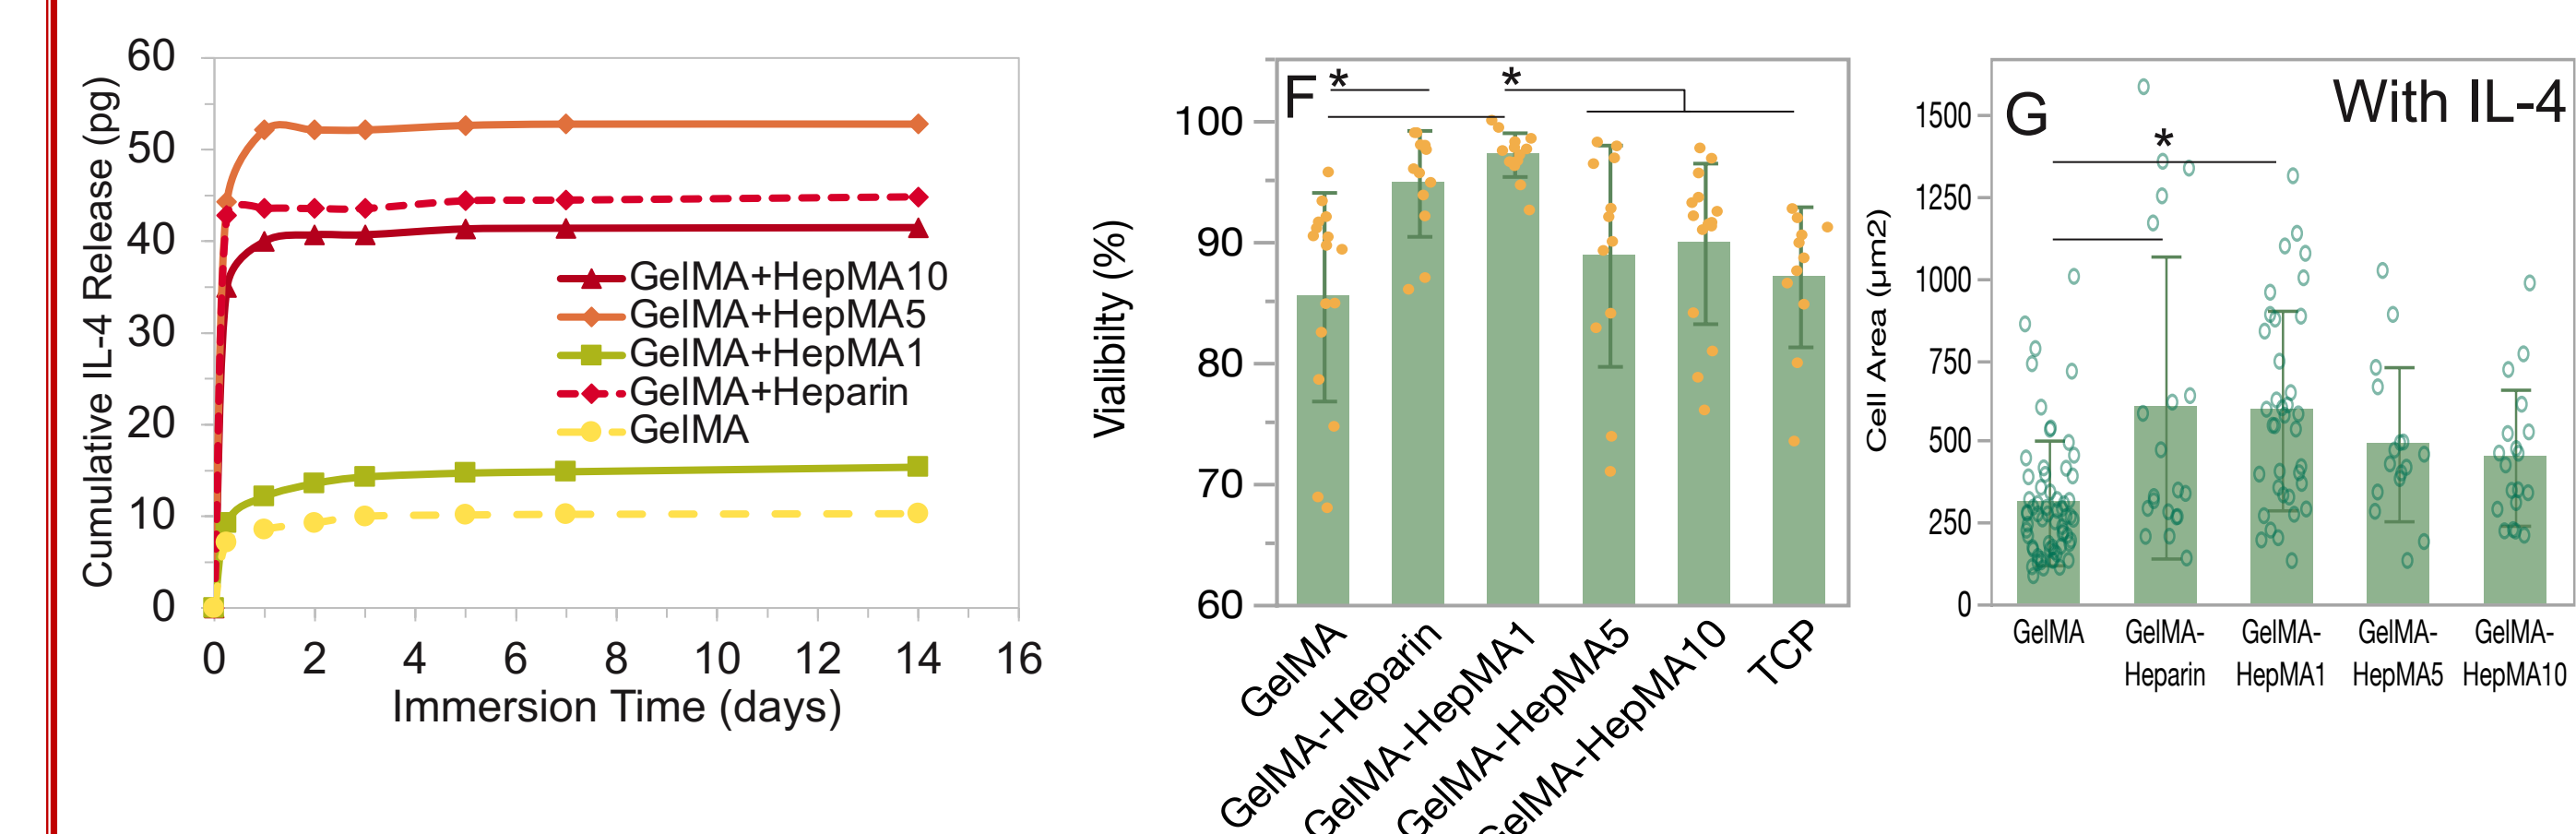 Cumulative IL-4 Release (pg)
60
50
40
30
20
10
0
GelMA+HepMA10
GelMA+HepMA5
GelMA+HepMA1
GelMA+Heparin
GelMA
0 2 4 6 8 10 12 14 16
Immersion Time (days)
Vialibilty (%)
F
*
*
100
90
80
70
60
GelMA
GelMA-Heparin
GelMA-HepMA1
GelMA-HepMA5
GelMA-HepMA10
TCP
Cell Area (µm2)
G
With IL-4
*
1500
1250
1000
750
500
250
0
GelMA GelMA- GelMA- GelMA- GelMA-
Heparin HepMA1 HepMA5 HepMA10